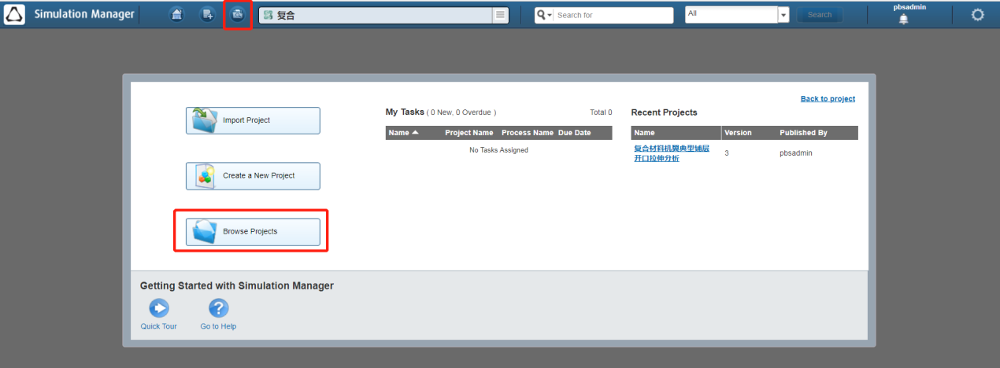 Simulation Manager
复合
Search for
All
Search
pbsadmin
Back to project
Import Project
Create a New Project
Browse Projects
My Tasks ( 0 New, 0 Overdue )
Total 0
Name Project Name Process Name Due Date
No Tasks Assigned
Recent Projects
Name Version Published By
复合材料机翼典型铺层
开口拉伸分析
3
pbsadmin
Getting Started with Simulation Manager
Quick Tour
Go to Help